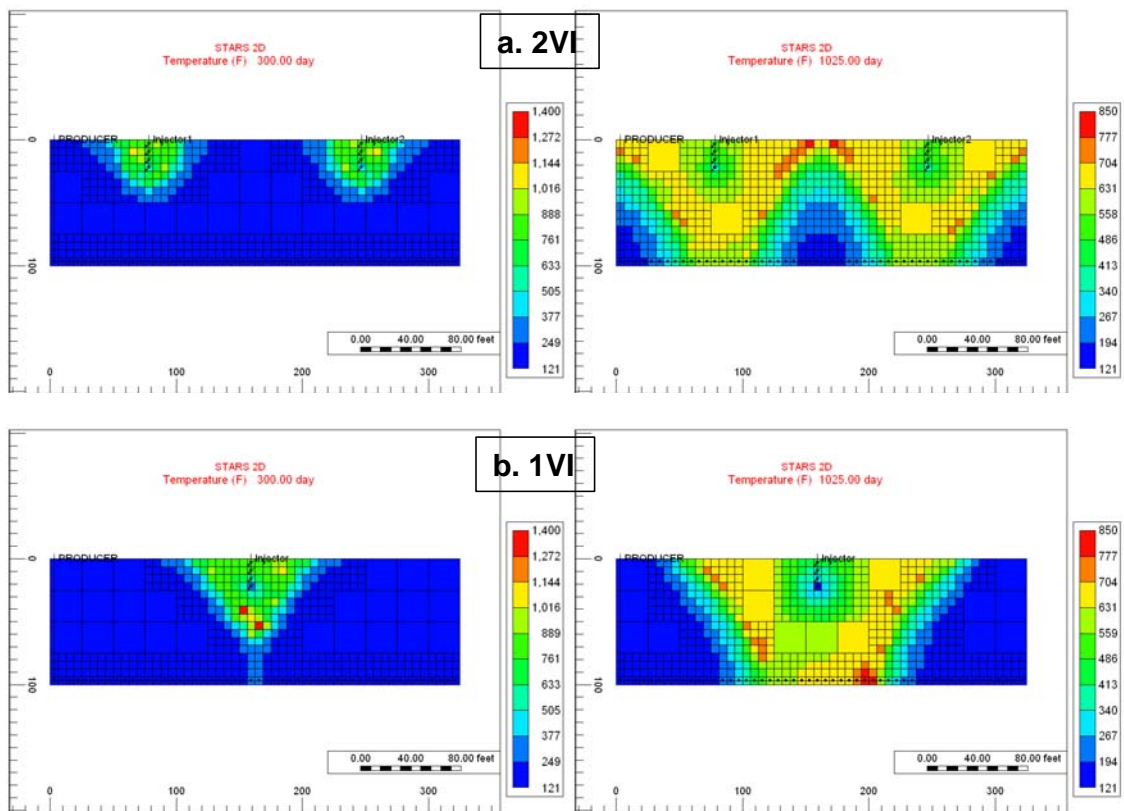 a. 2VI
STARS 2D
Temperature (F) 300.00 day
PRODUCER Injector1 Injector2
0
100
0.00 40.00 80.00 feet
0 100 200 300
1,400
1,272
1,144
1,016
888
761
633
505
377
249
121
STARS 2D
Temperature (F) 1025.00 day
PRODUCER Injector1 Injector2
0
100
0.00 40.00 80.00 feet
0 100 200 300
850
777
704
631
558
486
413
340
267
194
121
b. 1VI
STARS 2D
Temperature (F) 300.00 day
PRODUCER Injector
0
100
0.00 40.00 80.00 feet
0 100 200 300
1,400
1,272
1,144
1,016
889
761
633
505
377
249
121
STARS 2D
Temperature (F) 1025.00 day
PRODUCER Injector
0
100
0.00 40.00 80.00 feet
0 100 200 300
850
777
704
631
559
486
413
340
267
194
121